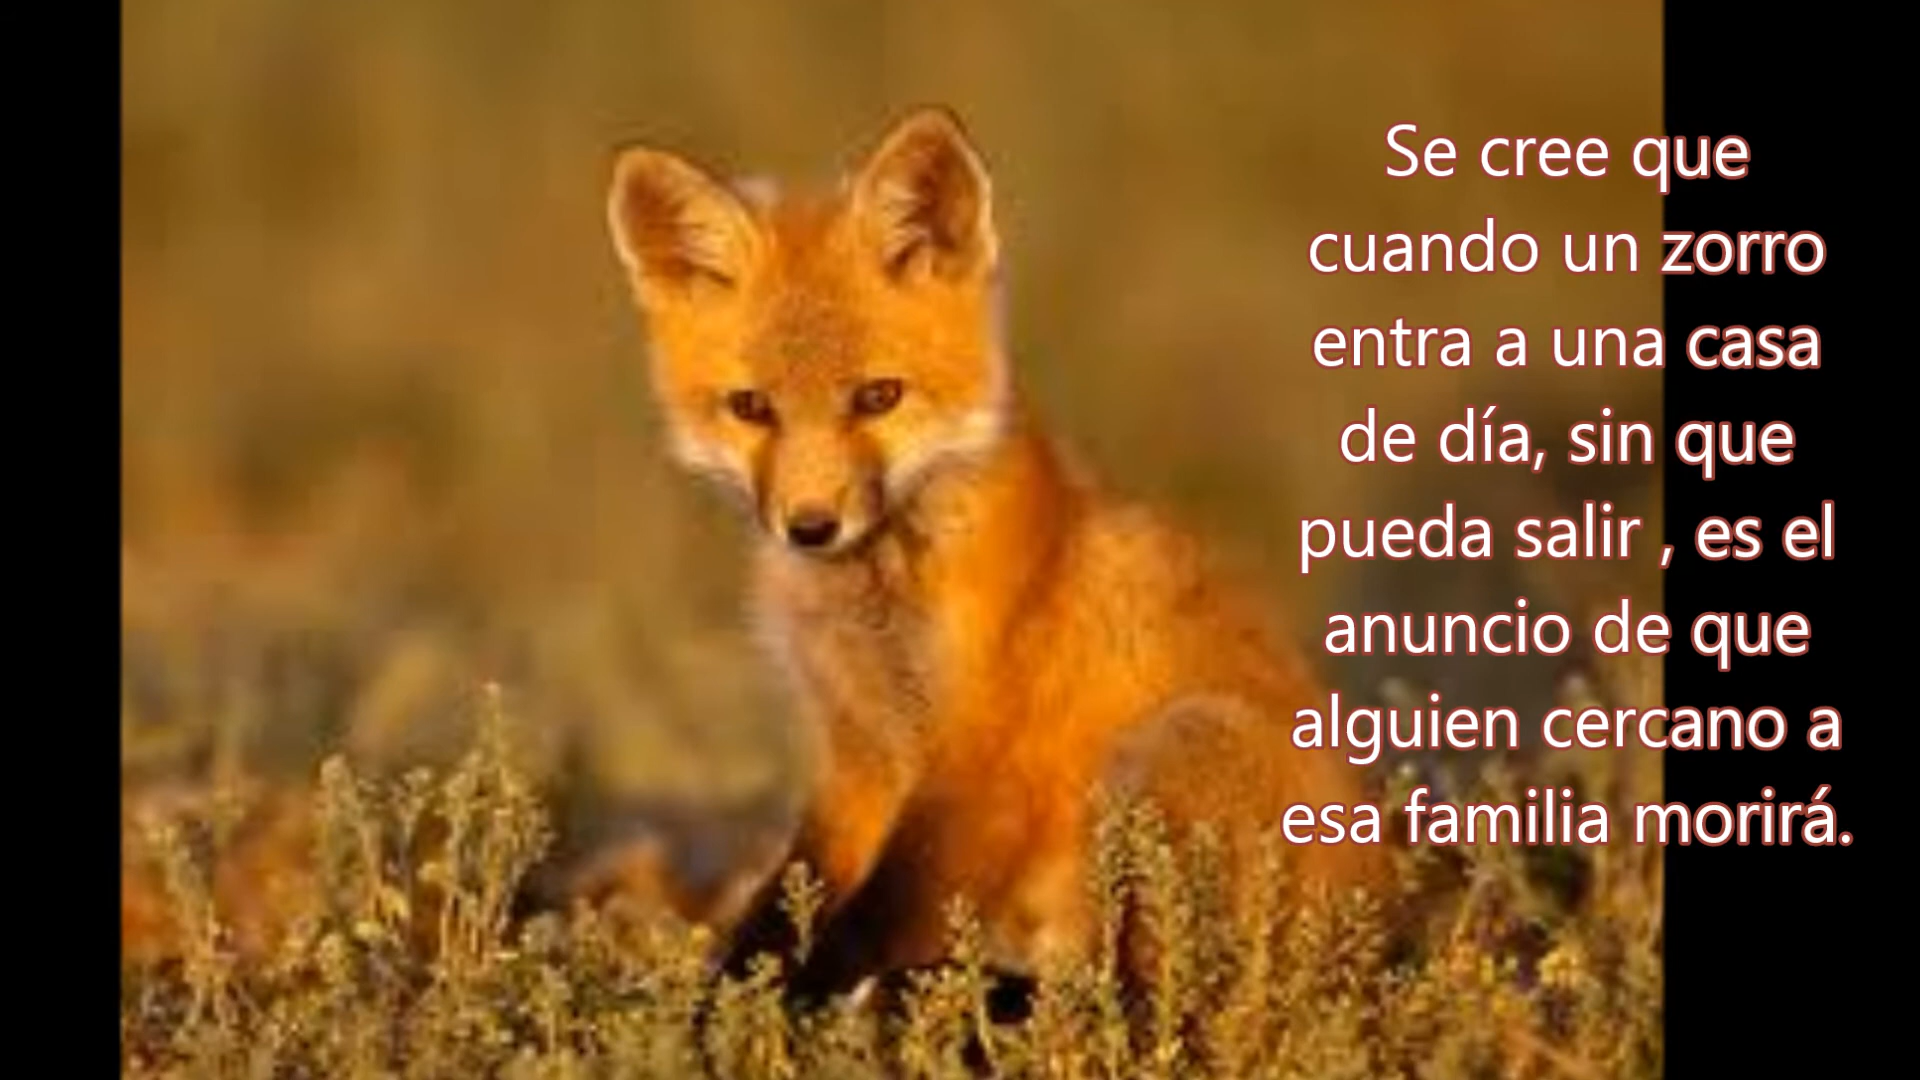 Se cree que
cuando un zorro
entra a una casa
de día, sin que
pueda salir , es el
anuncio de que
alguien cercano a
esa familia morirá.